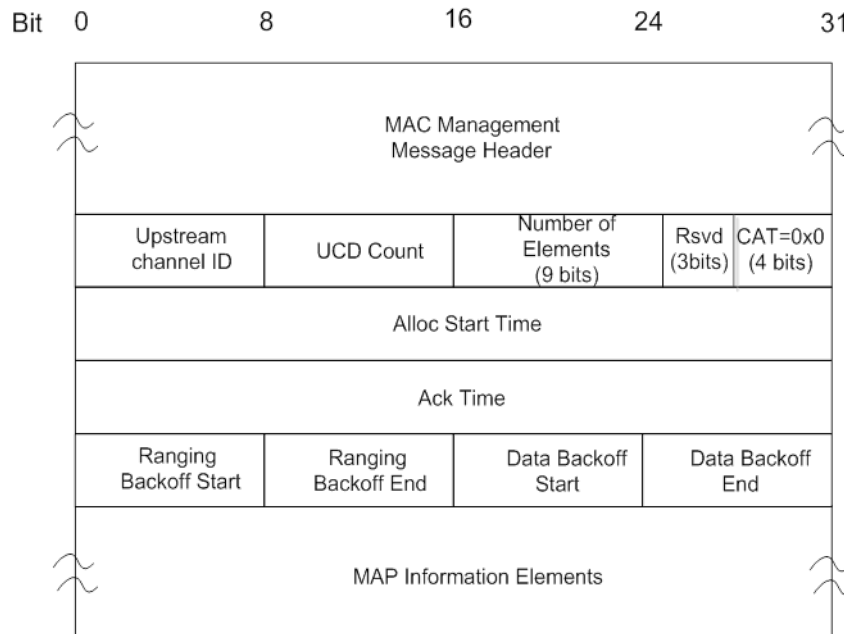 Bit 0 8 16 24 31
MAC Management
Message Header
Upstream
channel ID
UCD Count
Number of
Elements
(9 bits)
Rsvd
(3bits)
CAT=0x0
(4 bits)
Alloc Start Time
Ack Time
Ranging
Backoff Start
Ranging
Backoff End
Data Backoff
Start
Data Backoff
End
MAP Information Elements